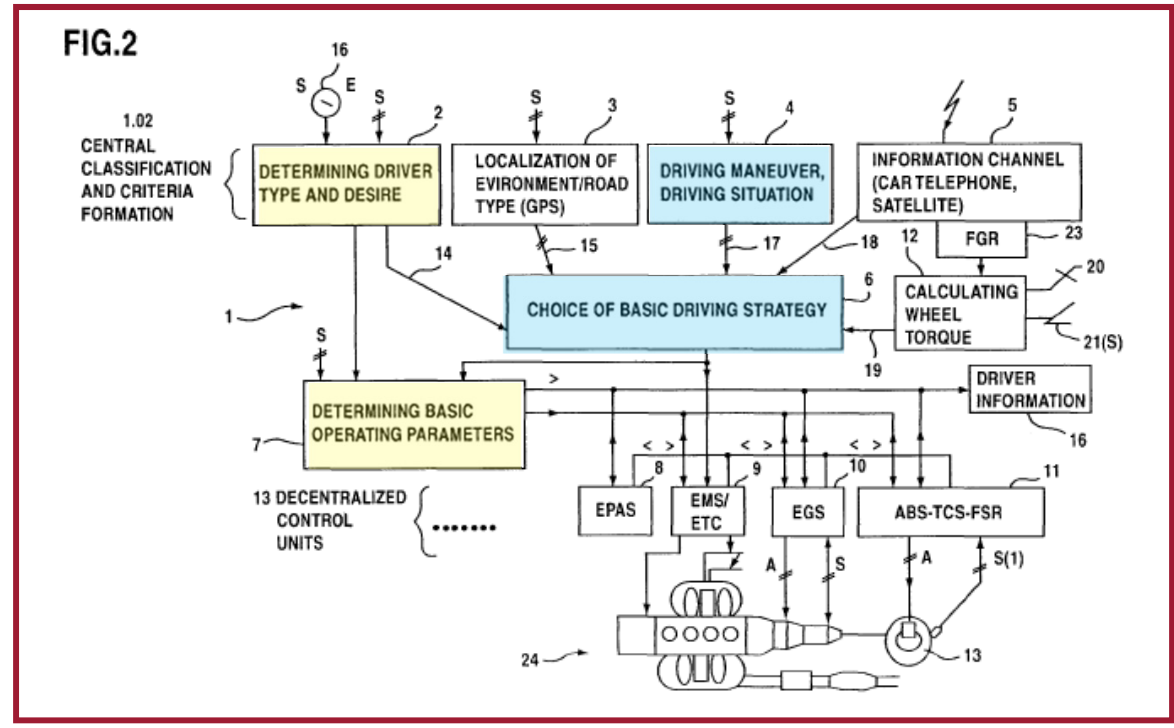 FIG.2
16
S E
S
S
S
1.02
CENTRAL
CLASSIFICATION
AND CRITERIA
FORMATION
2
DETERMINING DRIVER
TYPE AND DESIRE
3
LOCALIZATION OF
EVIRONMENT/ROAD
TYPE (GPS)
4
DRIVING MANEUVER,
DRIVING SITUATION
5
INFORMATION CHANNEL
(CAR TELEPHONE,
SATELLITE)
FGR
23
14
15
17
18
12
20
6
CHOICE OF BASIC DRIVING STRATEGY
CALCULATING
WHEEL
TORQUE
1
19
21(S)
S
>
DRIVER
INFORMATION
16
DETERMINING BASIC
OPERATING PARAMETERS
7
< >
< >
< >
8
9
10
11
13 DECENTRALIZED
CONTROL
UNITS
EPAS
EMS/
ETC
EGS
ABS-TCS-FSR
A
S
A
S(1)
24
13